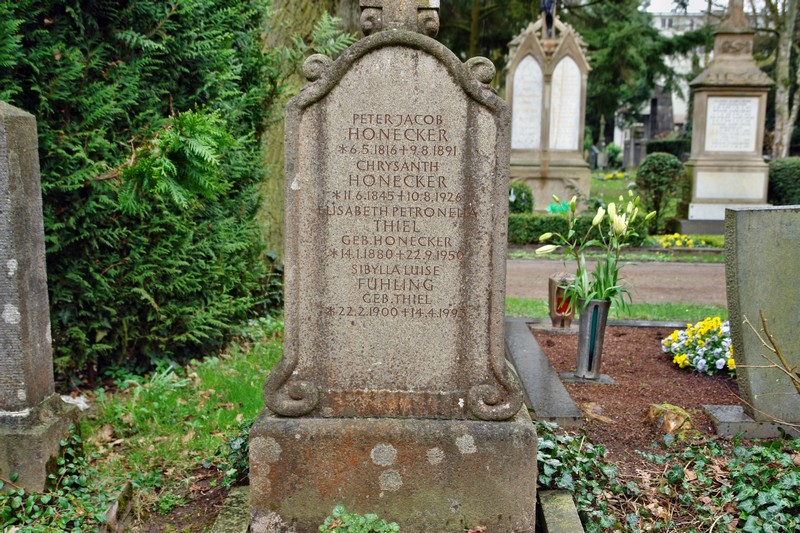 PETER JACOB
HONECKER
*6.5.1816+9.8.1891
CHRYSANTH
HONECKER
*11.6.1845+10.8.1926
ELISABETH PETRONELLA
THIEL
GEB.HONECKER
*14.1.1880+22.9.1950
SIBYLLA LUISE
FÜHLING
GEB.THIEL
*22.2.1900+14.4.1993